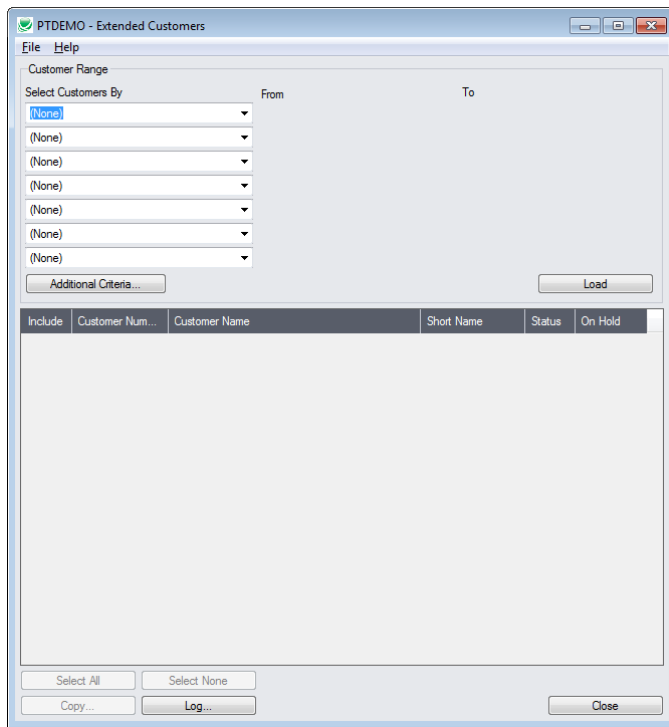 PTDEMO - Extended Customers
File Help
Customer Range
Select Customers By From To
(None)
(None)
(None)
(None)
(None)
(None)
(None)
Additional Criteria... Load
Include Customer Num... Customer Name Short Name Status On Hold
Select All Select None
Copy... Log... Close